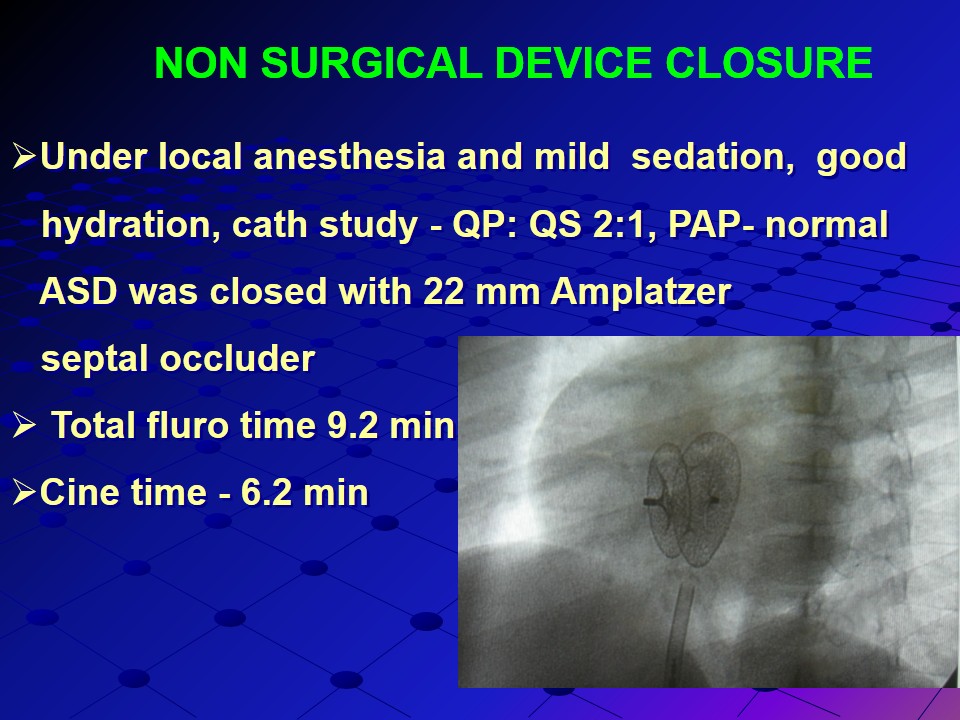 NON SURGICAL DEVICE CLOSURE
➢Under local anesthesia and mild sedation, good
hydration, cath study - QP: QS 2:1, PAP- normal
ASD was closed with 22 mm Amplatzer
septal occluder
➢ Total fluro time 9.2 min
➢Cine time - 6.2 min